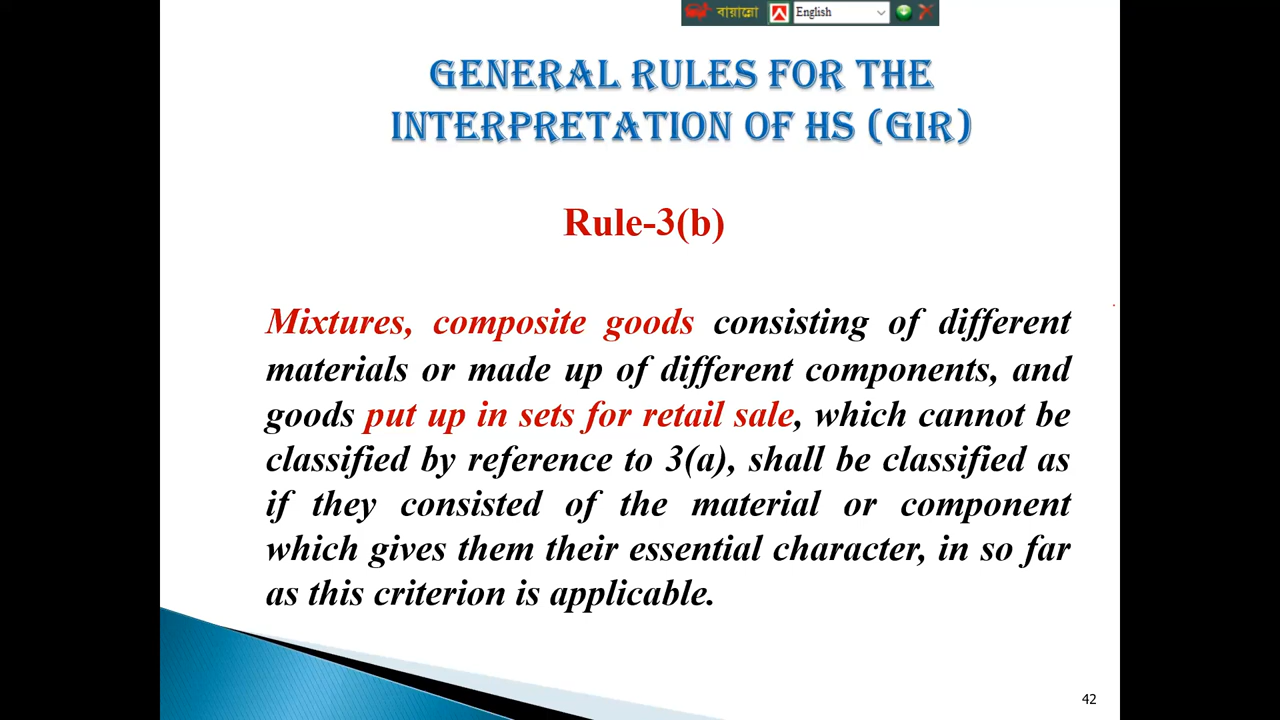 বায়ান্নো English
GENERAL RULES FOR THE
INTERPRETATION OF HS (GIR)
Rule-3(b)
Mixtures, composite goods consisting of different
materials or made up of different components, and
goods put up in sets for retail sale, which cannot be
classified by reference to 3(a), shall be classified as
if they consisted of the material or component
which gives them their essential character, in so far
as this criterion is applicable.
42